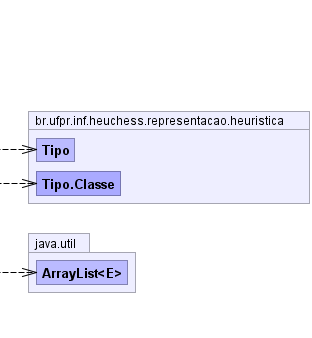 br.ufpr.inf.heuchess.representacao.heuristica
Tipo
Tipo.Classe
java.util
ArrayList<E>